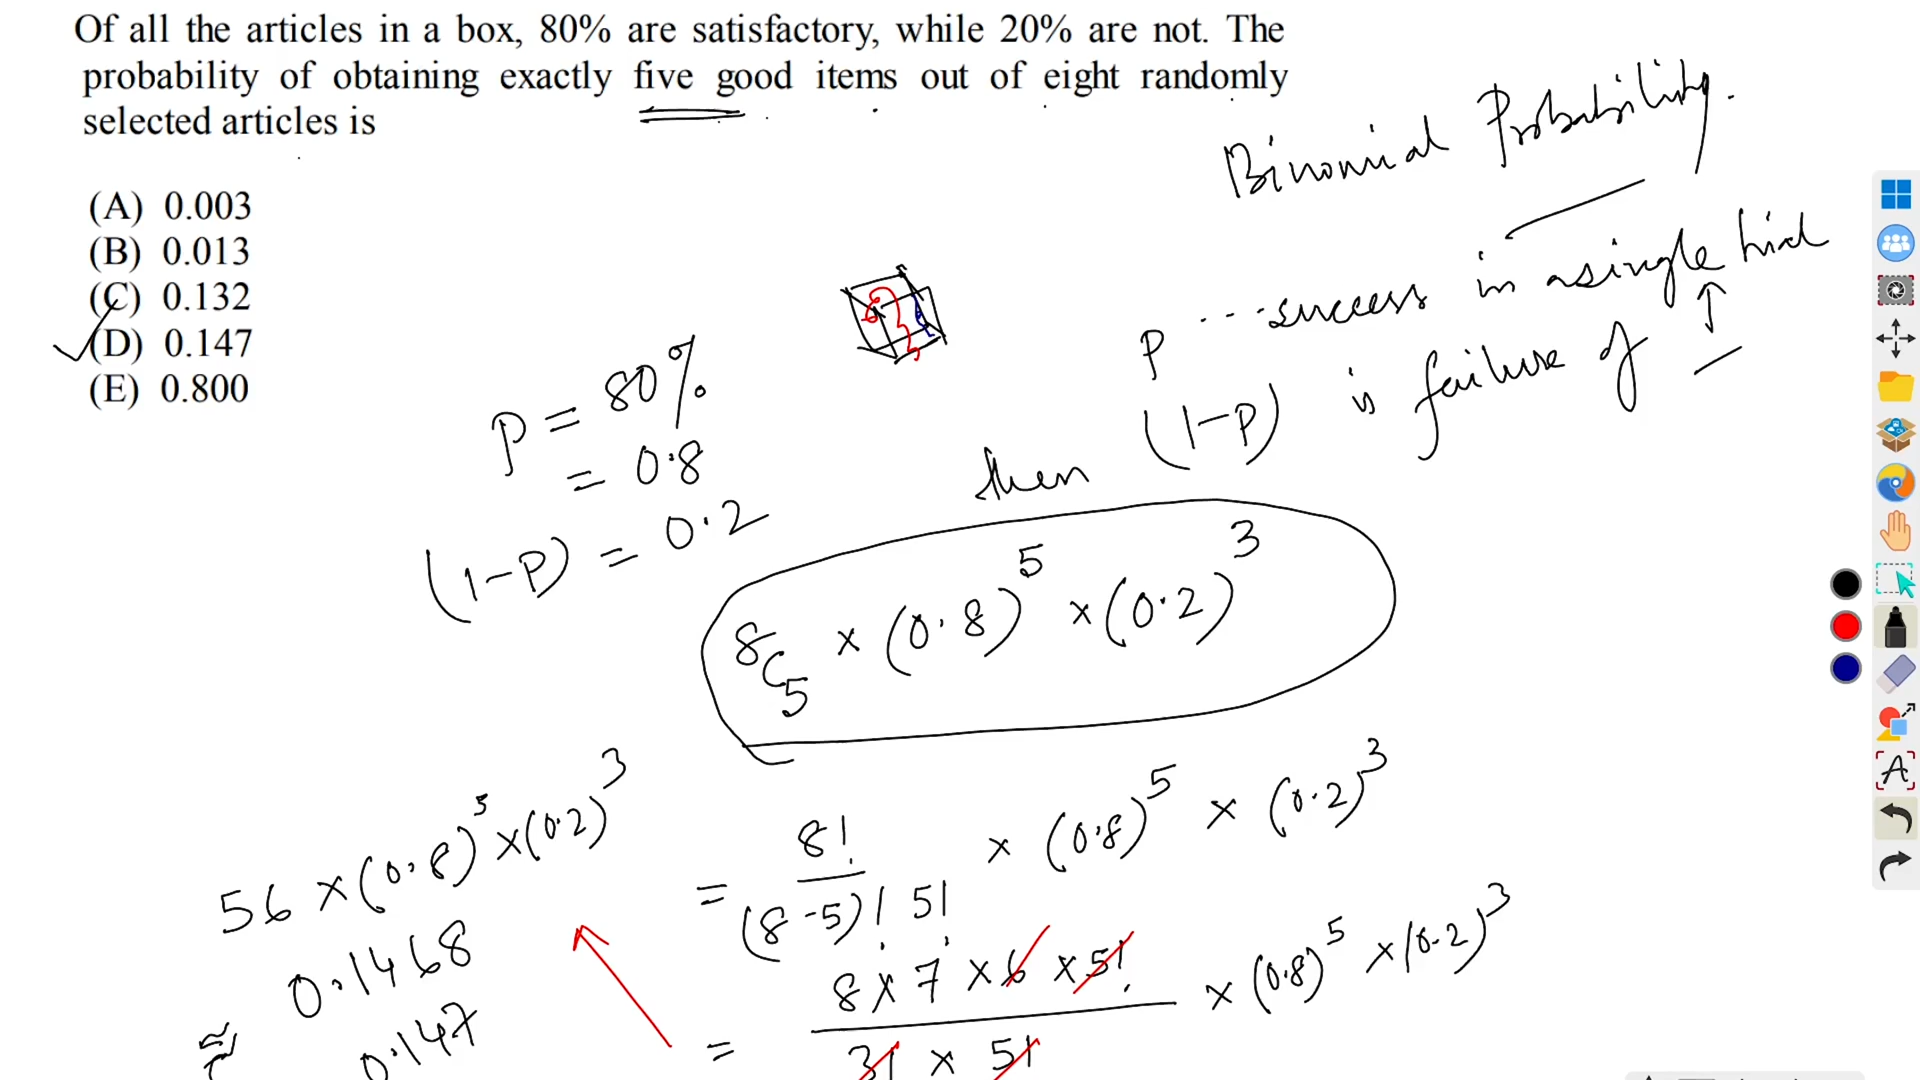 Of all the articles in a box, 80% are satisfactory, while 20% are not. The
probability of obtaining exactly five good items out of eight randomly
selected articles is
(A) 0.003
(B) 0.013
(C) 0.132
(D) 0.147
(E) 0.800
Binomial Probability.
P ... success in a single trial
(1-P) is failure of
P = 80%
= 0.8
(1-P) = 0.2
then
8C5 × (0.8)^5 × (0.2)^3
= 8! / (8-5)! 5! × (0.8)^5 × (0.2)^3
= 8 × 7 × 6 × 5! / 3! × 5! × (0.8)^5 × (0.2)^3
56 × (0.8)^5 × (0.2)^3
0.1468
≈ 0.147